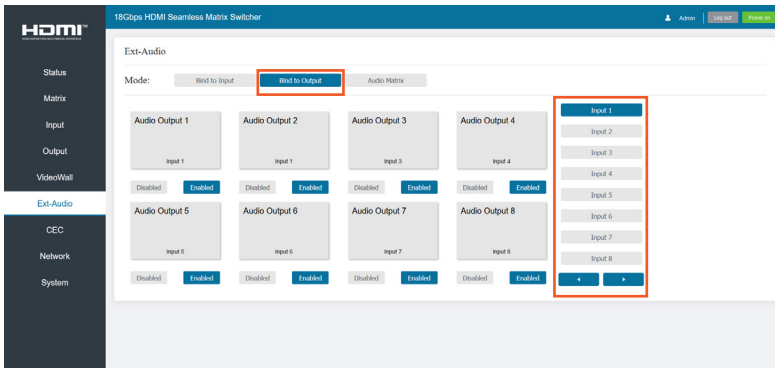 HDMI™
18Gbps HDMI Seamless Matrix Switcher
Admin
Log out
Power on
Status
Matrix
Input
Output
VideoWall
Ext-Audio
CEC
Network
System
Ext-Audio
Mode: Bind to Input Bind to Output Audio Matrix
Audio Output 1 Audio Output 2 Audio Output 3 Audio Output 4
Input 1 Input 1 Input 3 Input 4
Disabled Enabled Disabled Enabled Disabled Enabled Disabled Enabled
Audio Output 5 Audio Output 6 Audio Output 7 Audio Output 8
Input 5 Input 6 Input 7 Input 8
Disabled Enabled Disabled Enabled Disabled Enabled Disabled Enabled
Input 1
Input 2
Input 3
Input 4
Input 5
Input 6
Input 7
Input 8